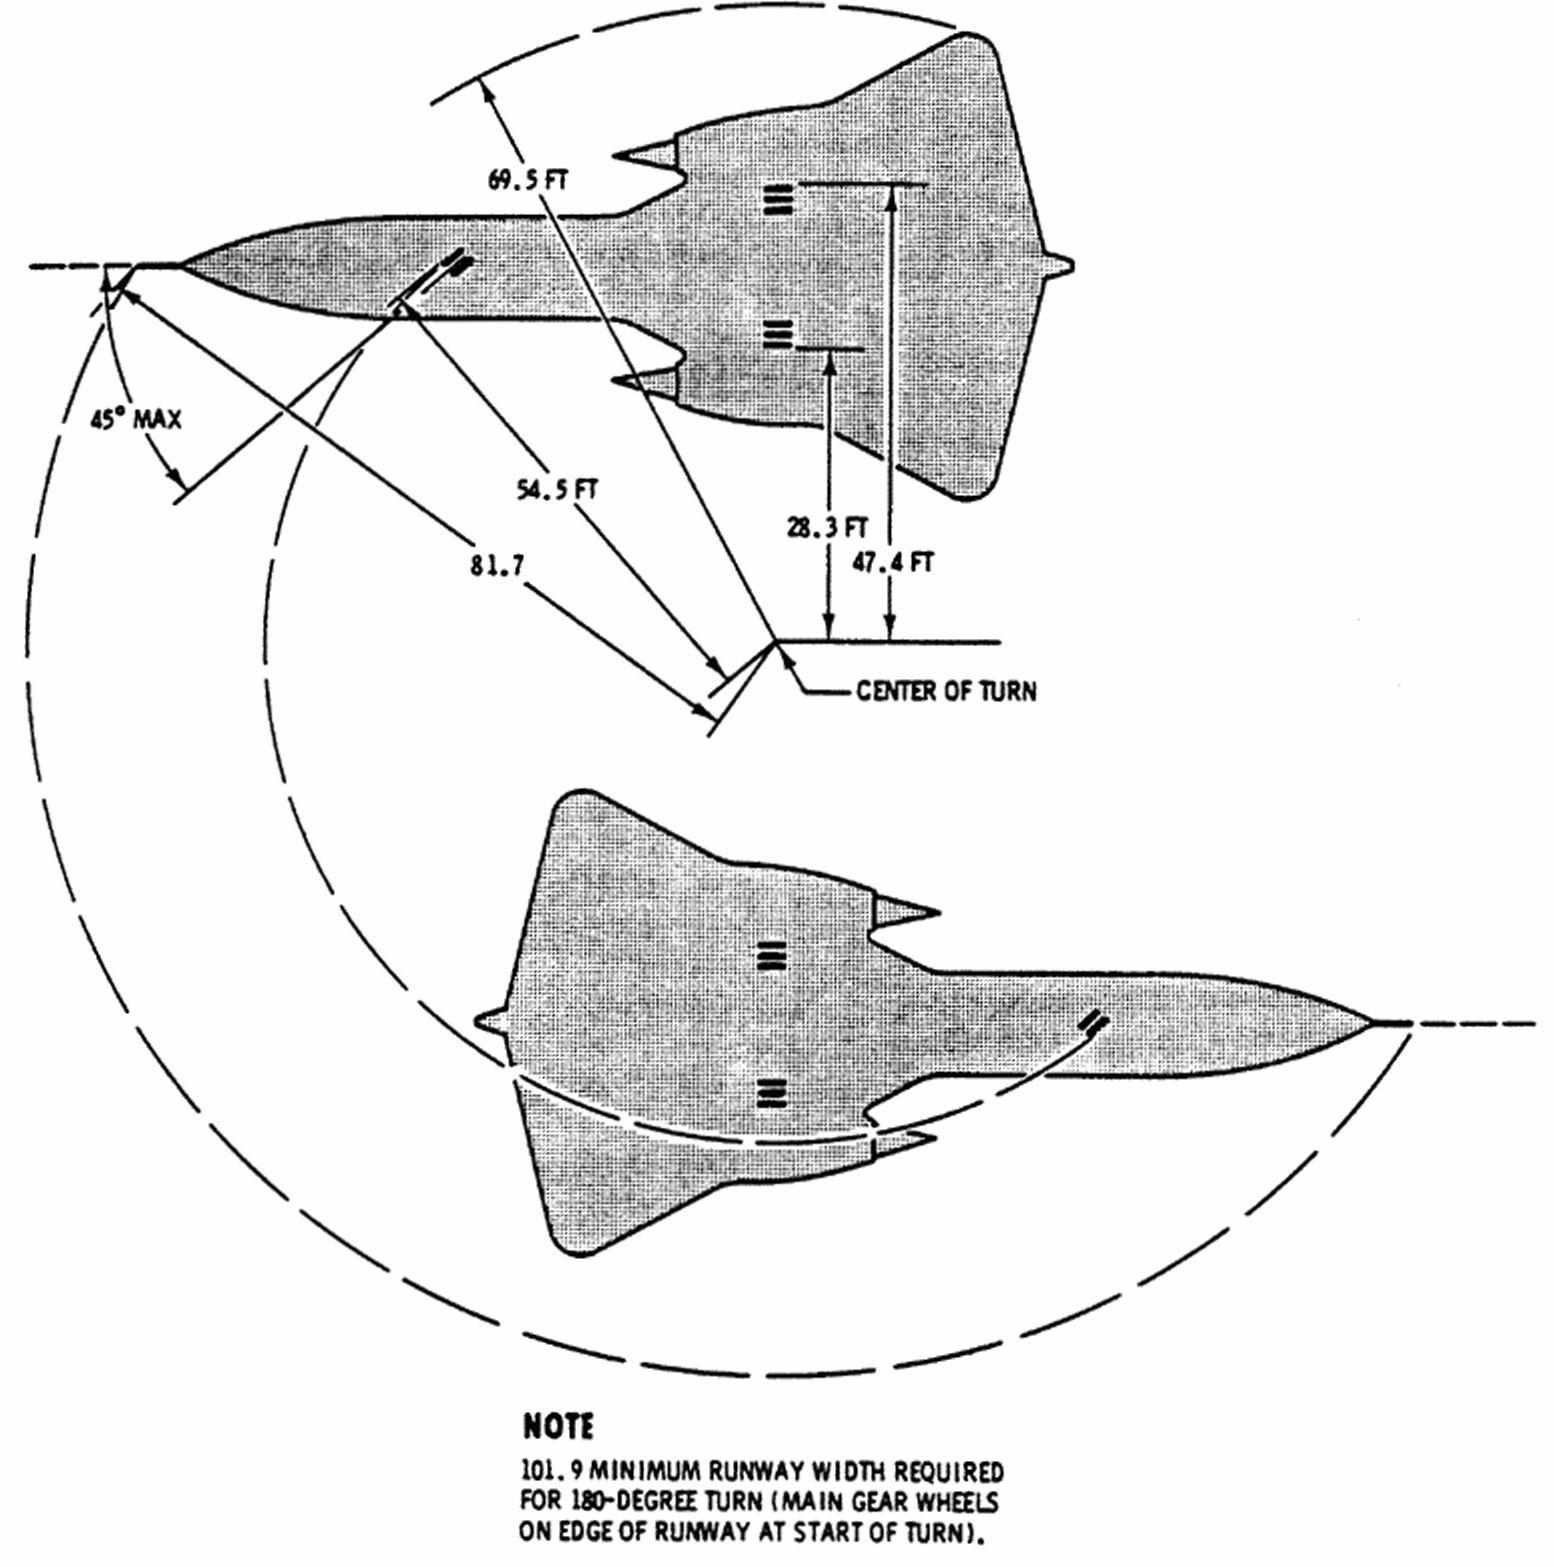 69.5 FT
45° MAX
54.5 FT
28.3 FT
81.7
47.4 FT
CENTER OF TURN
NOTE
101.9 MINIMUM RUNWAY WIDTH REQUIRED
FOR 180-DEGREE TURN (MAIN GEAR WHEELS
ON EDGE OF RUNWAY AT START OF TURN).